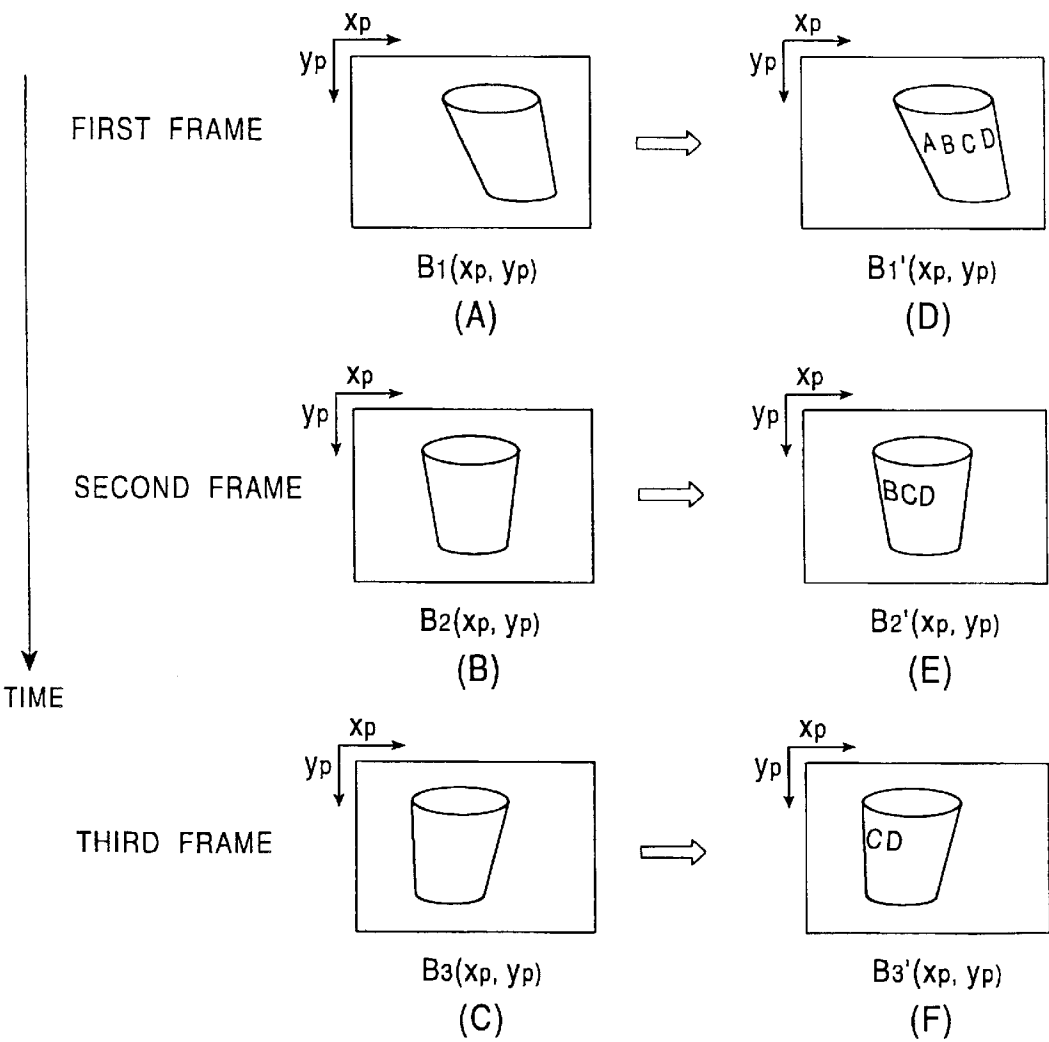 xp xp
yp yp
FIRST FRAME
A B C D
B1(xp, yp) B1'(xp, yp)
(A) (D)
xp xp
yp yp
SECOND FRAME
BCD
B2(xp, yp) B2'(xp, yp)
(B) (E)
TIME
xp xp
yp yp
THIRD FRAME
CD
B3(xp, yp) B3'(xp, yp)
(C) (F)